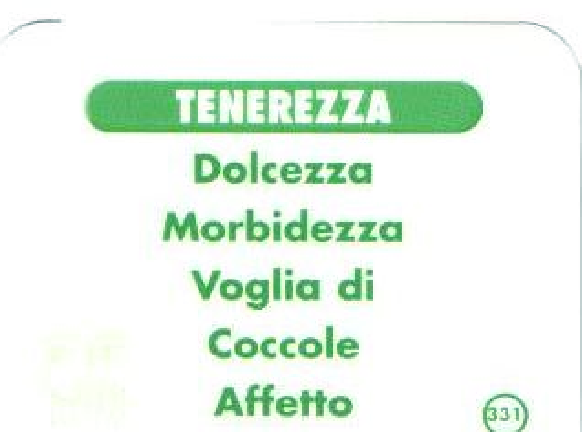 TENEREZZA
Dolcezza
Morbidezza
Voglia di
Coccole
Affetto
331